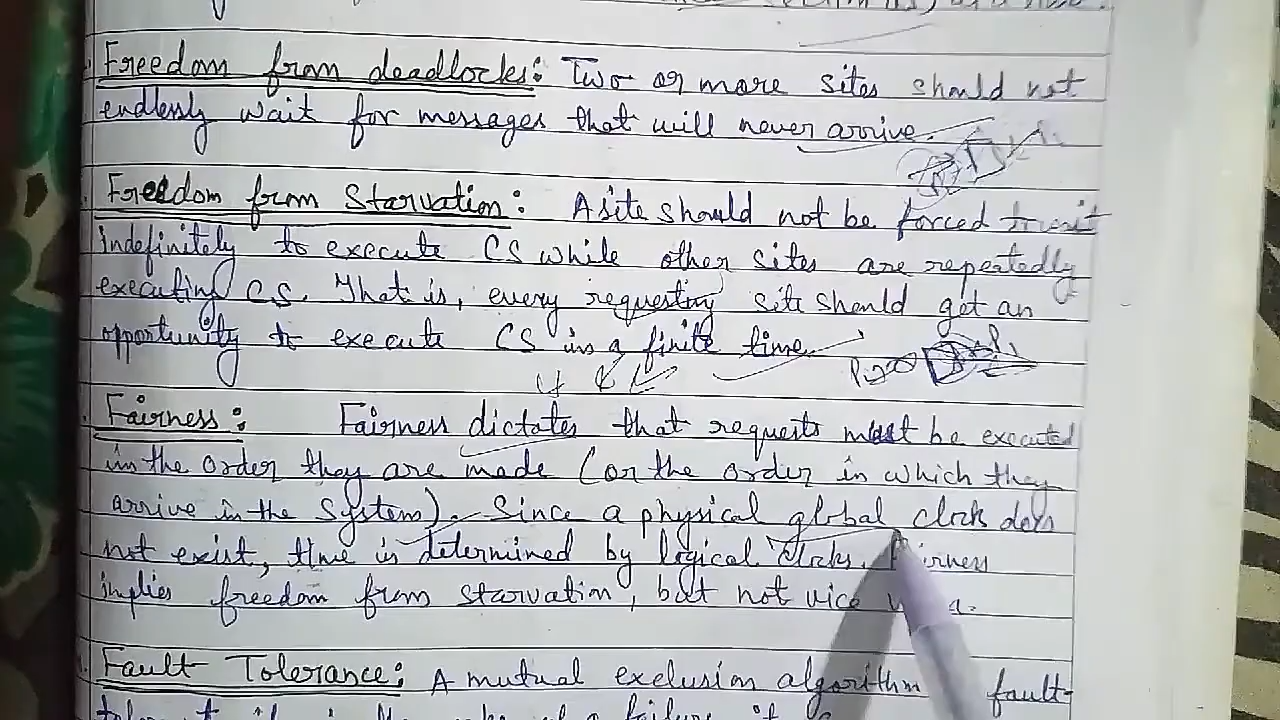 Freedom from deadlocks: Two or more sites should not
endlessly wait for messages that will never arrive.
Freedom from Starvation: A site should not be forced to wait
indefinitely to execute CS while other sites are repeatedly
executing CS. That is, every requesting site should get an
opportunity to execute CS in a finite time.
Fairness: Fairness dictates that requests must be executed
in the order they are made (or the order in which they
arrive in the system). Since a physical global clock does
not exist, time is determined by logical clocks. Fairness
implies freedom from starvation, but not vice
Fault Tolerance: A mutual exclusion algorithm fault-